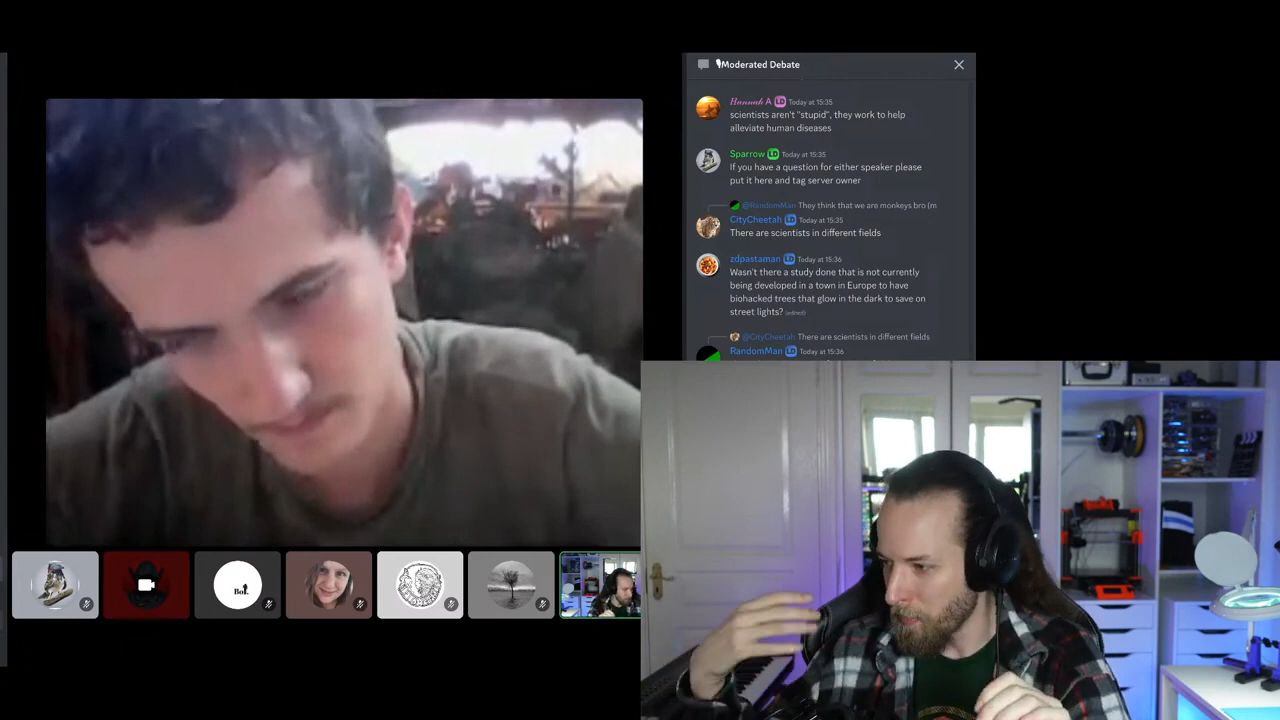 Moderated Debate
Hannah A LD Today at 15:35
scientists aren't "stupid", they work to help
alleviate human diseases
Sparrow LD Today at 15:35
If you have a question for either speaker please
put it here and tag server owner
@RandomMan They think that we are monkeys bro (m
CityCheetah LD Today at 15:35
There are scientists in different fields
zdpastaman LD Today at 15:36
Wasn't there a study done that is not currently
being developed in a town in Europe to have
biohacked trees that glow in the dark to save on
street lights? (edited)
@CityCheetah There are scientists in different fields
RandomMan LD Today at 15:36